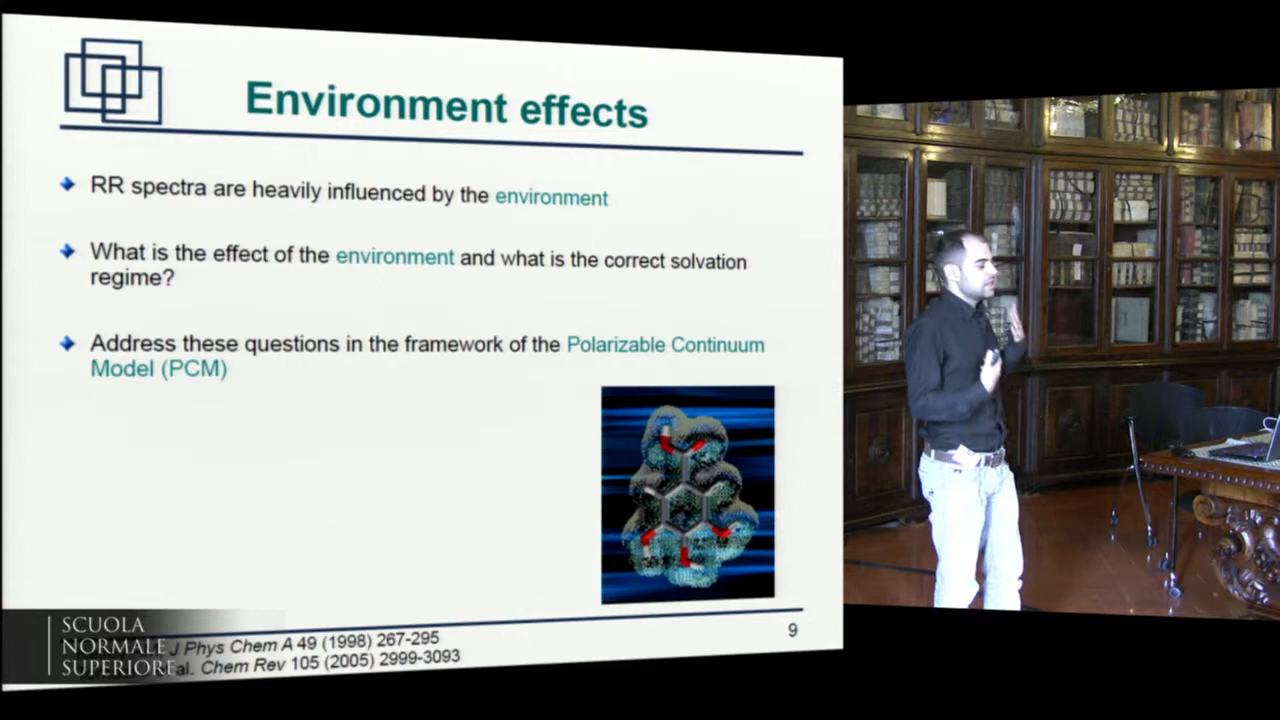 Environment effects
RR spectra are heavily influenced by the environment
What is the effect of the environment and what is the correct solvation
regime?
Address these questions in the framework of the Polarizable Continuum
Model (PCM)
9
J Phys Chem A 49 (1998) 267-295
al. Chem Rev 105 (2005) 2999-3093
SCUOLA
NORMALE
SUPERIORE